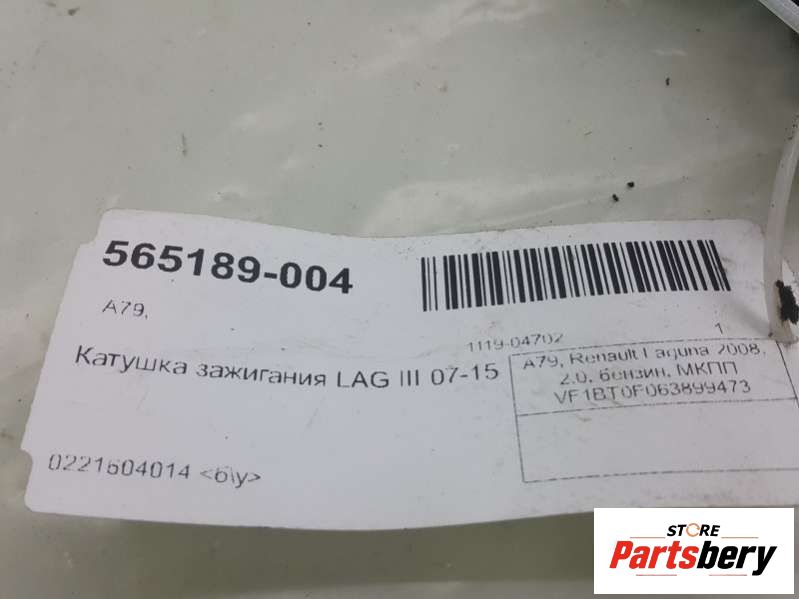 565189-004
A79,
1119-04702 1
Катушка зажигания LAG III 07-15
A79, Renault Laguna 2008,
2.0, бензин, МКПП
VF1BT0F063899473
0221604014 <б\у>
STORE
Partsbery